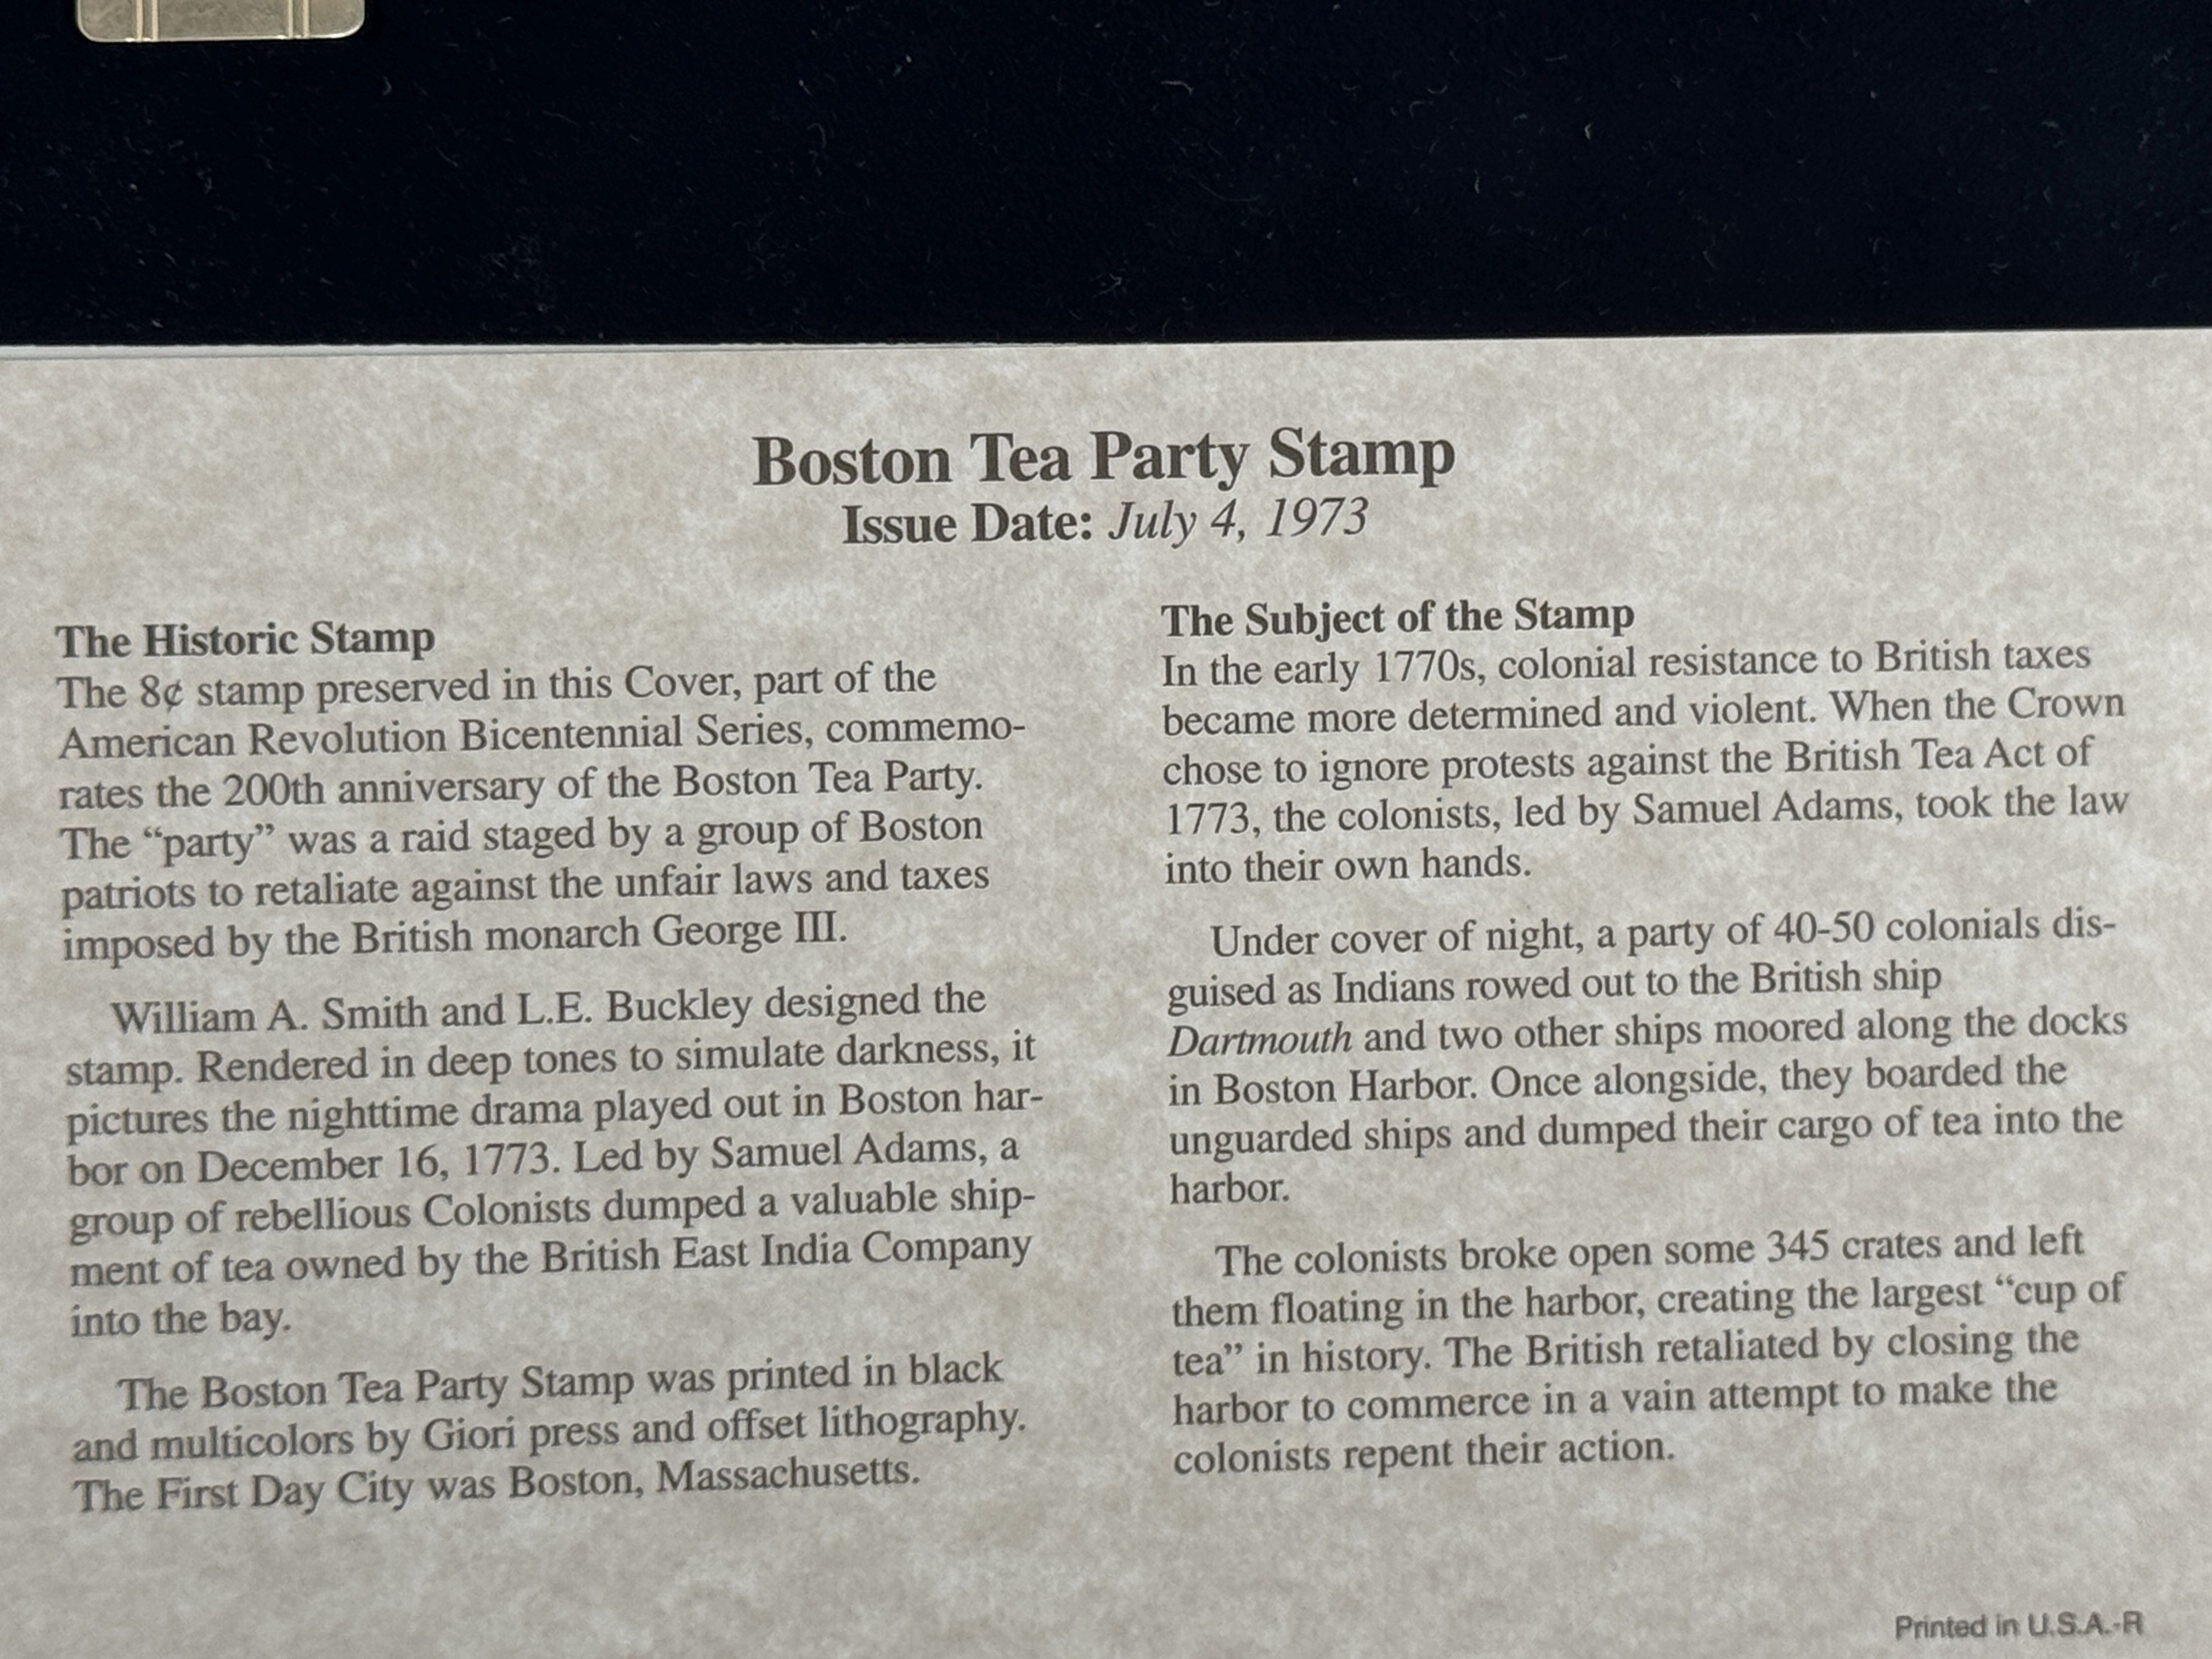 Boston Tea Party Stamp
Issue Date: July 4, 1973
The Historic Stamp
The 8¢ stamp preserved in this Cover, part of the
American Revolution Bicentennial Series, commemo-
rates the 200th anniversary of the Boston Tea Party.
The “party” was a raid staged by a group of Boston
patriots to retaliate against the unfair laws and taxes
imposed by the British monarch George III.
William A. Smith and L.E. Buckley designed the
stamp. Rendered in deep tones to simulate darkness, it
pictures the nighttime drama played out in Boston har-
bor on December 16, 1773. Led by Samuel Adams, a
group of rebellious Colonists dumped a valuable ship-
ment of tea owned by the British East India Company
into the bay.
The Boston Tea Party Stamp was printed in black
and multicolors by Giori press and offset lithography.
The First Day City was Boston, Massachusetts.
The Subject of the Stamp
In the early 1770s, colonial resistance to British taxes
became more determined and violent. When the Crown
chose to ignore protests against the British Tea Act of
1773, the colonists, led by Samuel Adams, took the law
into their own hands.
Under cover of night, a party of 40-50 colonials dis-
guised as Indians rowed out to the British ship
Dartmouth and two other ships moored along the docks
in Boston Harbor. Once alongside, they boarded the
unguarded ships and dumped their cargo of tea into the
harbor.
The colonists broke open some 345 crates and left
them floating in the harbor, creating the largest “cup of
tea” in history. The British retaliated by closing the
harbor to commerce in a vain attempt to make the
colonists repent their action.
Printed in U.S.A.-R